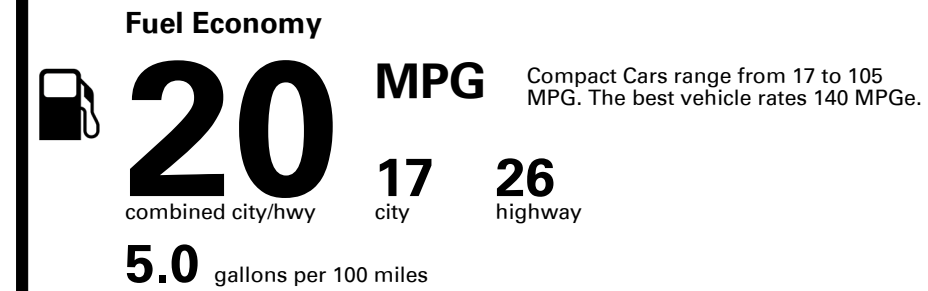 Fuel Economy
20 MPG
Compact Cars range from 17 to 105
MPG. The best vehicle rates 140 MPGe.
17 26
combined city/hwy city highway
5.0 gallons per 100 miles